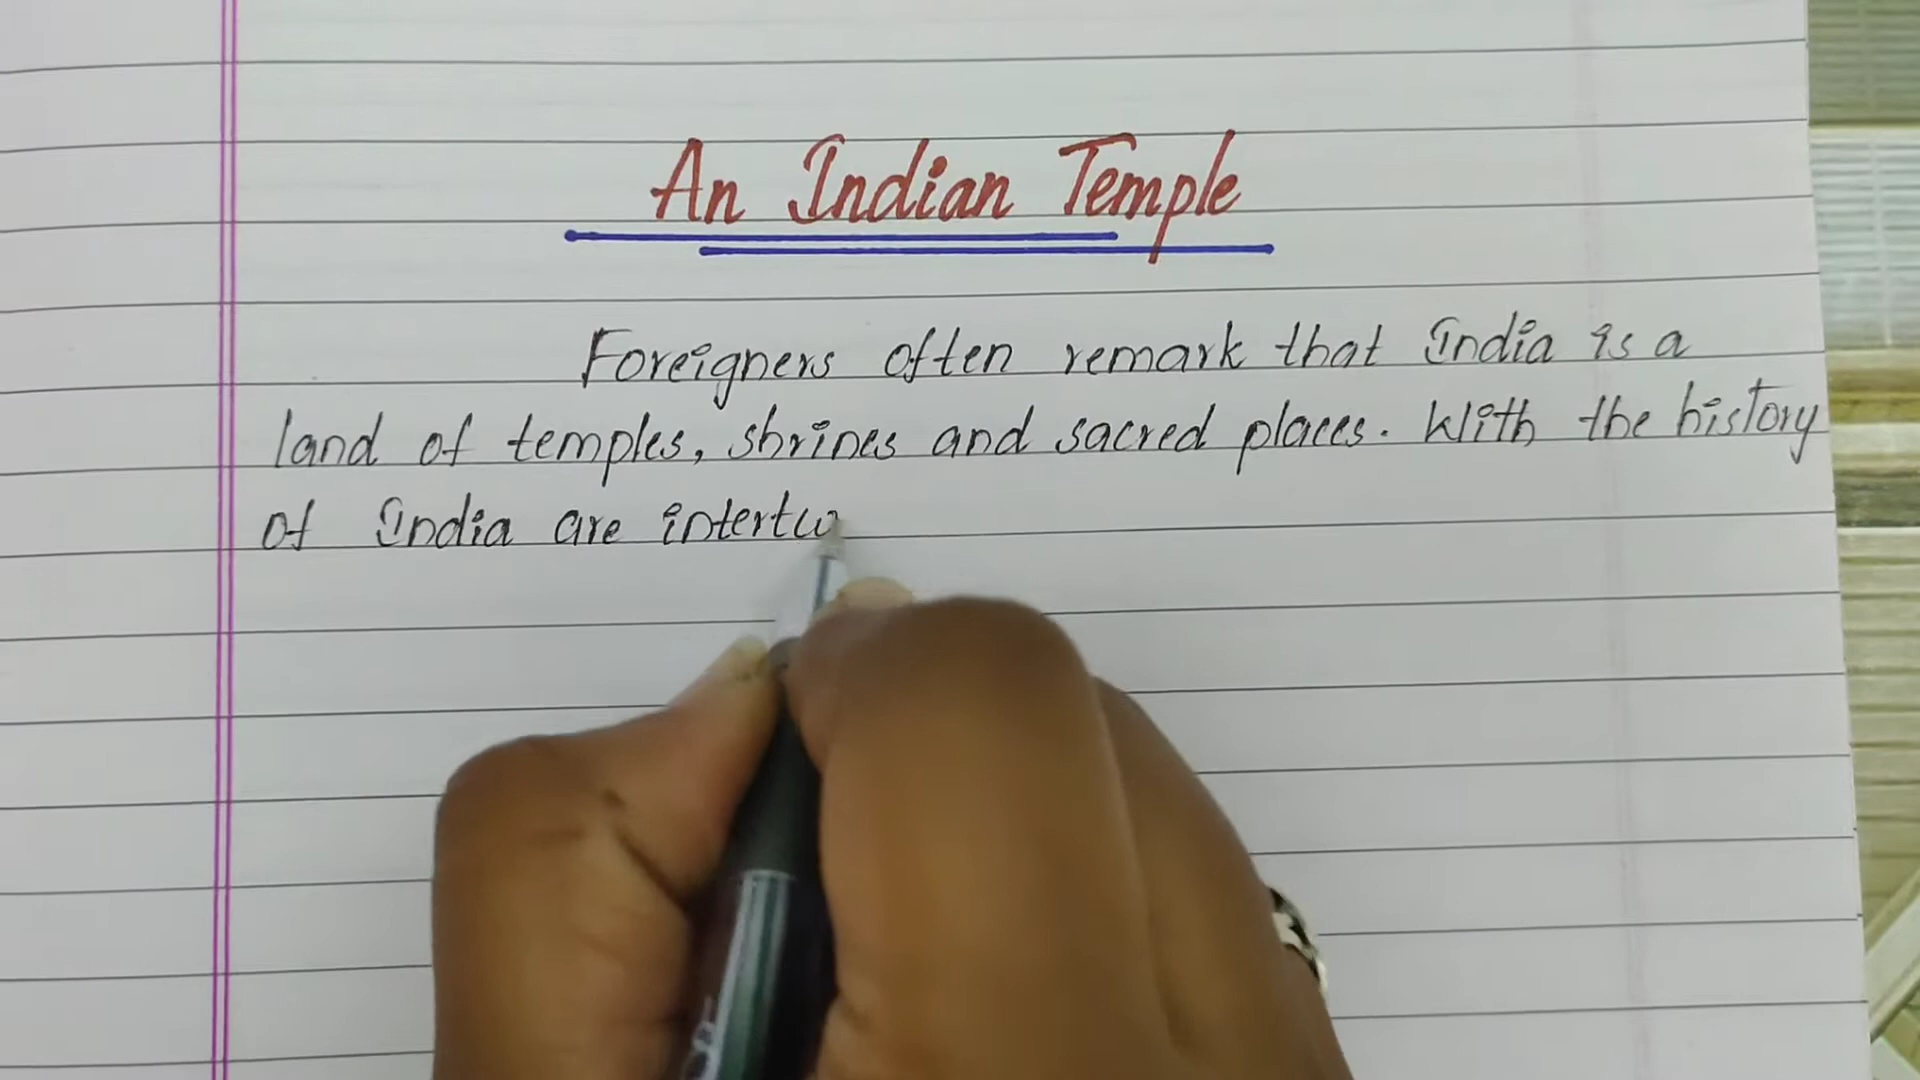 An Indian Temple
Foreigners often remark that India is a
land of temples, shrines and sacred places. With the history
of India are intertw